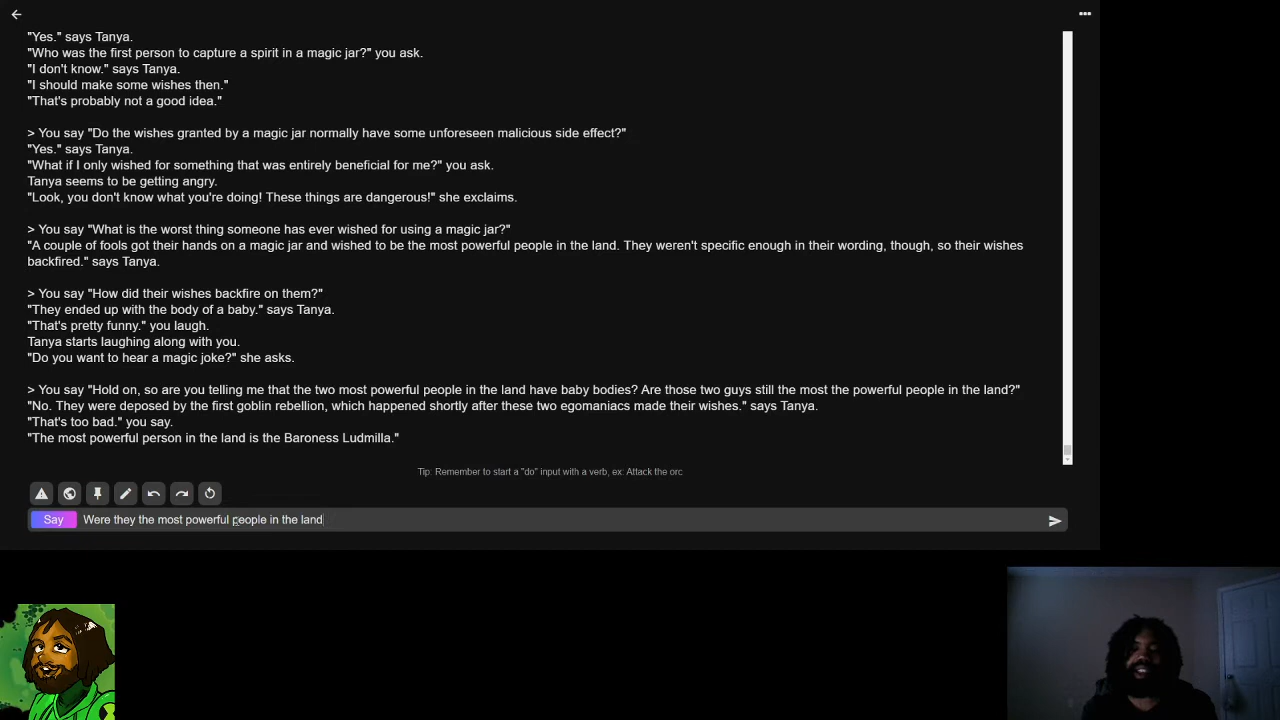 "Yes." says Tanya.
"Who was the first person to capture a spirit in a magic jar?" you ask.
"I don't know." says Tanya.
"I should make some wishes then."
"That's probably not a good idea."
> You say "Do the wishes granted by a magic jar normally have some unforeseen malicious side effect?"
"Yes." says Tanya.
"What if I only wished for something that was entirely beneficial for me?" you ask.
Tanya seems to be getting angry.
"Look, you don't know what you're doing! These things are dangerous!" she exclaims.
> You say "What is the worst thing someone has ever wished for using a magic jar?"
"A couple of fools got their hands on a magic jar and wished to be the most powerful people in the land. They weren't specific enough in their wording, though, so their wishes
backfired." says Tanya.
> You say "How did their wishes backfire on them?"
"They ended up with the body of a baby." says Tanya.
"That's pretty funny." you laugh.
Tanya starts laughing along with you.
"Do you want to hear a magic joke?" she asks.
> You say "Hold on, so are you telling me that the two most powerful people in the land have baby bodies? Are those two guys still the most the powerful people in the land?"
"No. They were deposed by the first goblin rebellion, which happened shortly after these two egomaniacs made their wishes." says Tanya.
"That's too bad." you say.
"The most powerful person in the land is the Baroness Ludmilla."
Tip: Remember to start a "do" input with a verb, ex: Attack the orc
Say Were they the most powerful people in the land